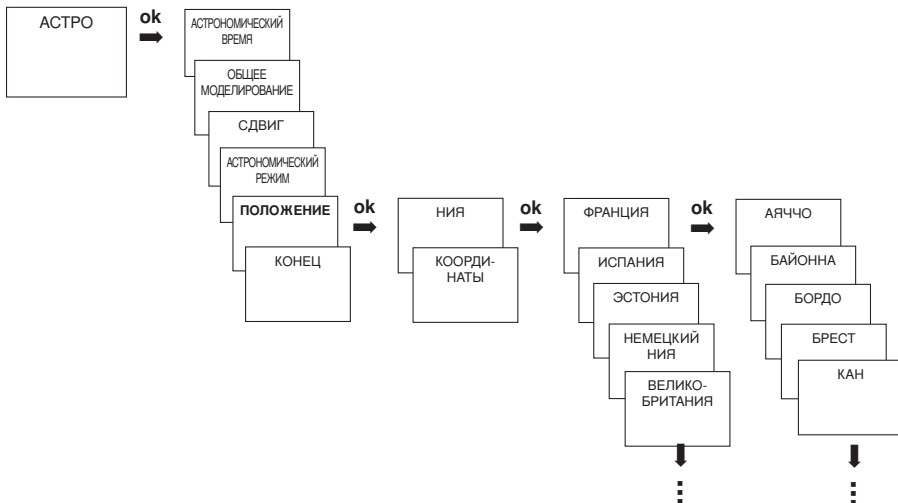 АСТРО
ok
АСТРОНОМИЧЕСКИЙ
ВРЕМЯ
ОБЩЕЕ
МОДЕЛИРОВАНИЕ
СДВИГ
АСТРОНОМИЧЕСКИЙ
РЕЖИМ
ПОЛОЖЕНИЕ
КОНЕЦ
ok
НИЯ
КООРДИ-
НАТЫ
ok
ФРАНЦИЯ
ИСПАНИЯ
ЭСТОНИЯ
НЕМЕЦКИЙ
НИЯ
ВЕЛИКО-
БРИТАНИЯ
ok
АЯЧЧО
БАЙОННА
БОРДО
БРЕСТ
КАН